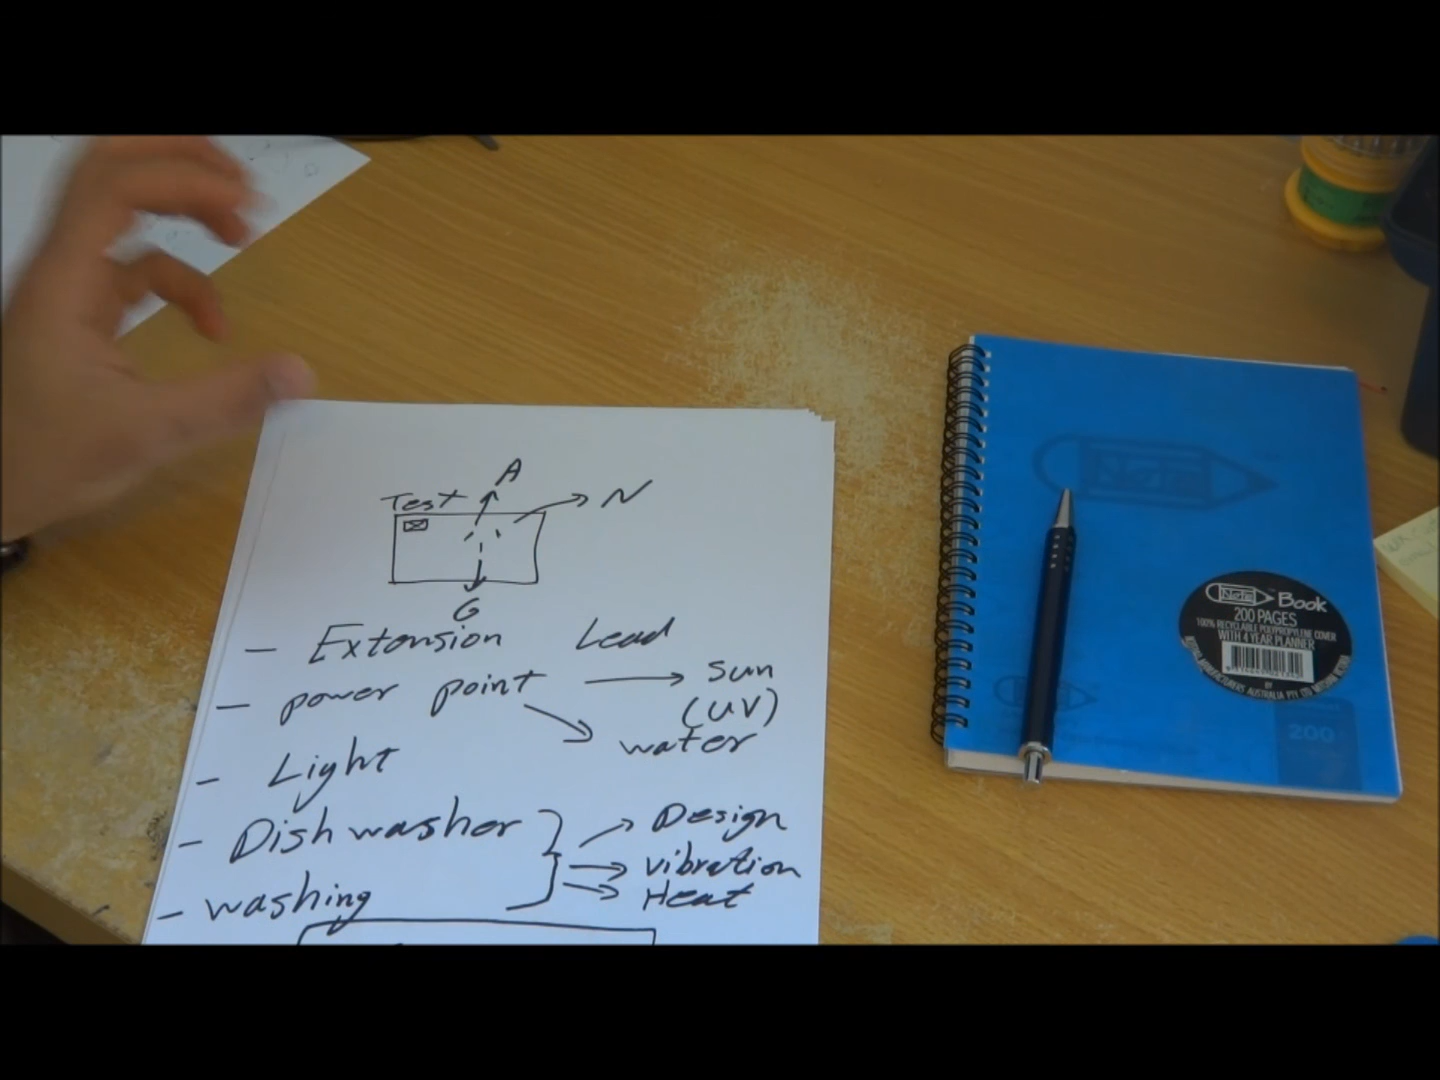 A
Test
N
G
- Extension Lead
- power point → sun
(UV)
water
- Light
- Dishwasher → Design
→ vibration
→ Heat
- washing
Note Book
200 PAGES
100% RECYCLABLE POLYPROPYLENE COVER
WITH 4 YEAR PLANNER
BY
200